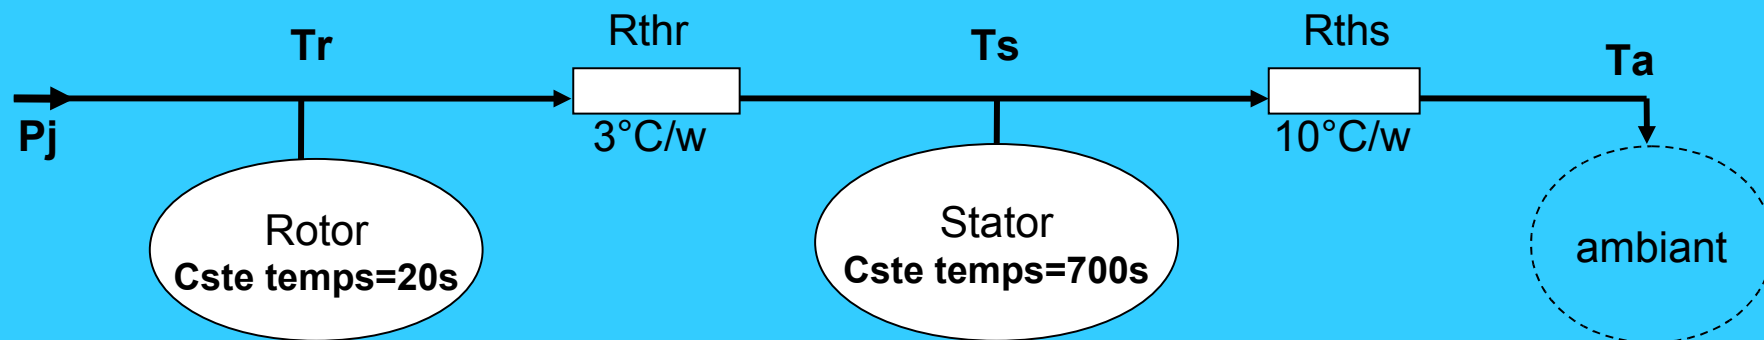 Tr
Rthr
Ts
Rths
Ta
Pj
3°C/w
10°C/w
Rotor
Cste temps=20s
Stator
Cste temps=700s
ambiant